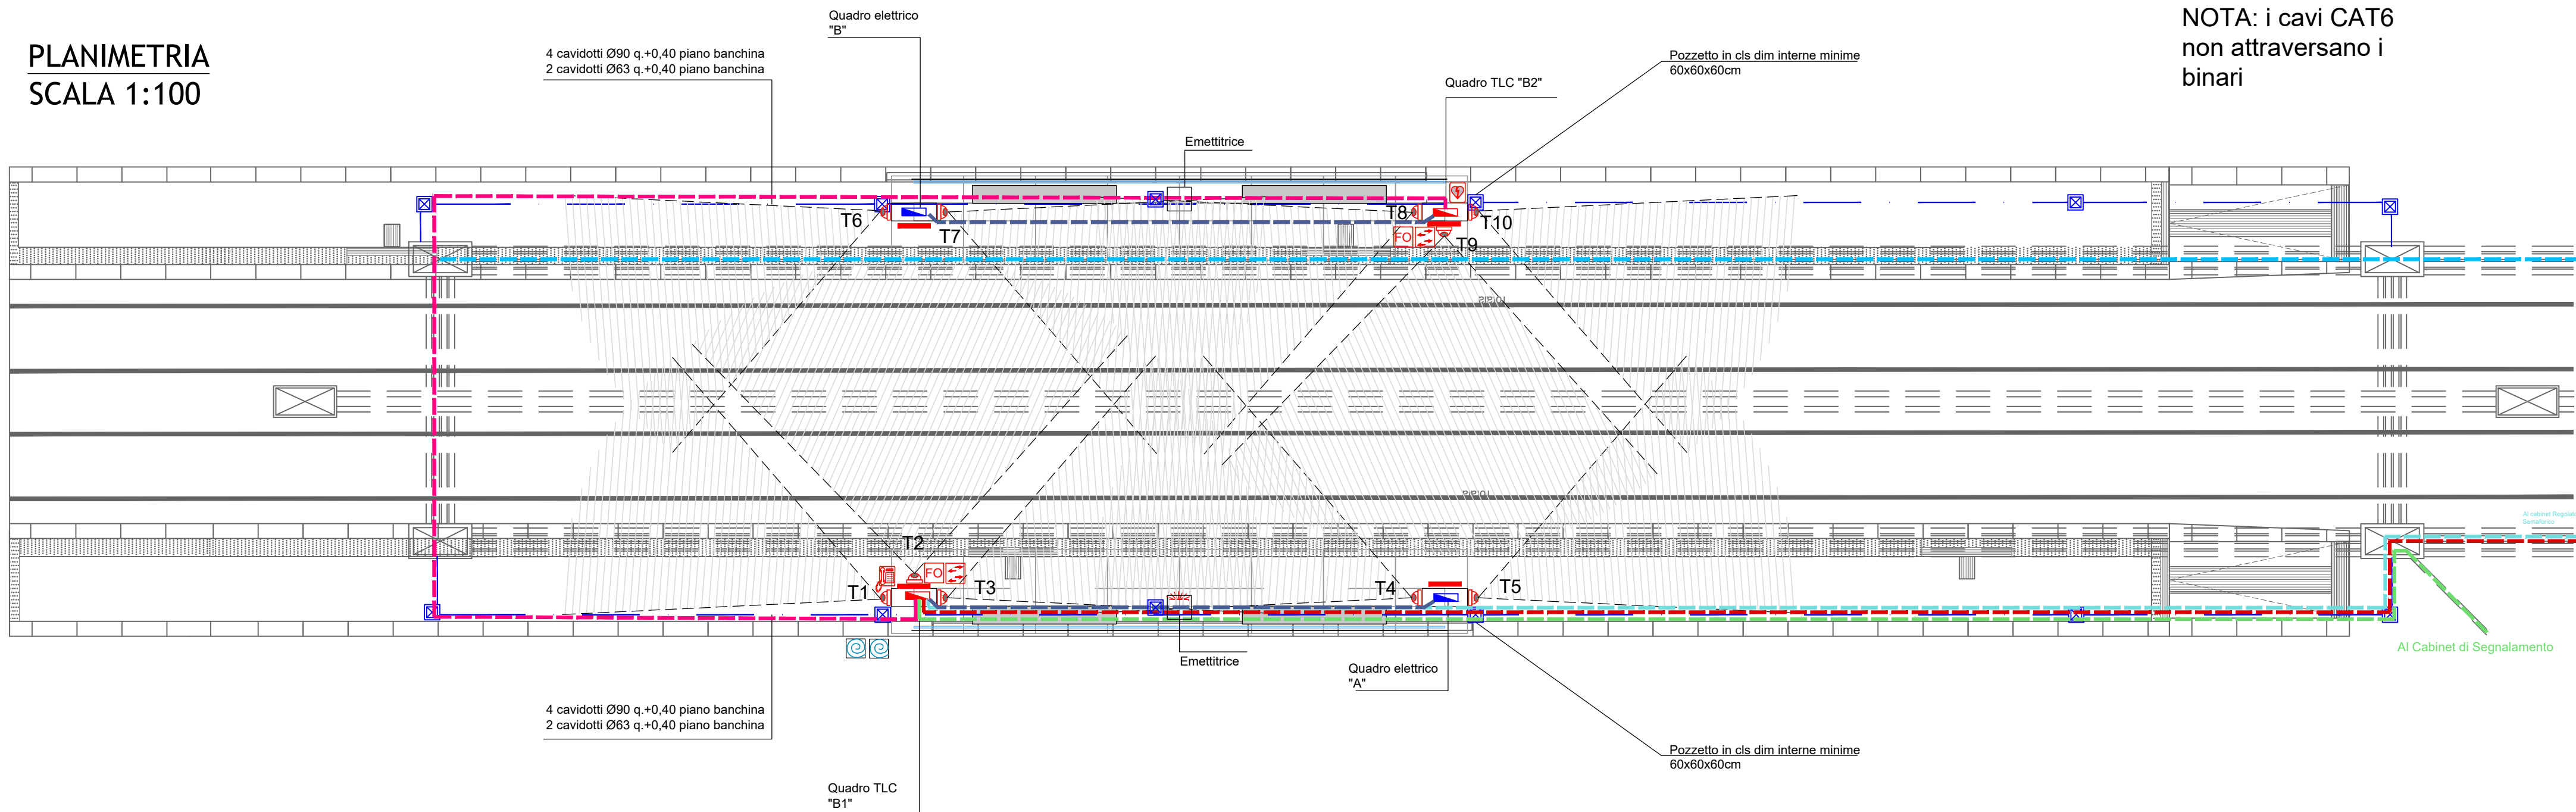 PLANIMETRIA
SCALA 1:100
Quadro elettrico
"B"
4 cavidotti Ø90 q.+0,40 piano banchina
2 cavidotti Ø63 q.+0,40 piano banchina
Emettitrice
Quadro TLC "B2"
Pozzetto in cls dim interne minime
60x60x60cm
NOTA: i cavi CAT6
non attraversano i
binari
T6
T7
T8
T9
T10
FO
T1
T2
T3
FO
T4
T5
Al cabinet Regolato
Semaforico
Al Cabinet di Segnalamento
Emettitrice
Quadro elettrico
"A"
4 cavidotti Ø90 q.+0,40 piano banchina
2 cavidotti Ø63 q.+0,40 piano banchina
Pozzetto in cls dim interne minime
60x60x60cm
Quadro TLC
"B1"